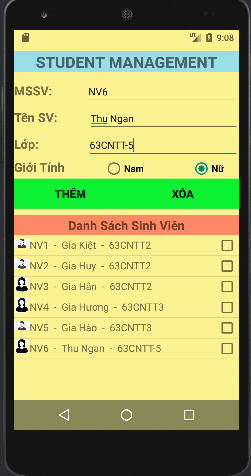 9:08
STUDENT MANAGEMENT
MSSV: NV6
Tên SV: Thu Ngan
Lớp: 63CNTT-5
Giới Tính Nam Nữ
THÊM XÓA
Danh Sách Sinh Viên
NV1 - Gia Kiệt - 63CNTT2
NV2 - Gia Huy - 63CNTT2
NV3 - Gia Hân - 63CNTT2
NV4 - Gia Hương - 63CNTT3
NV5 - Gia Hào - 63CNTT3
NV6 - Thu Ngan - 63CNTT-5